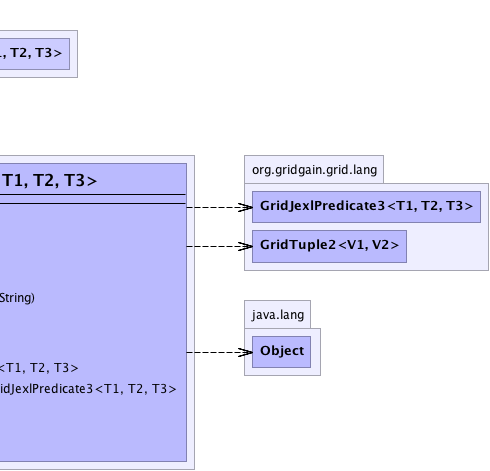 , T2, T3>
T1, T2, T3>
String)
<T1, T2, T3>
idJexlPredicate3<T1, T2, T3>
org.gridgain.grid.lang
GridJexlPredicate3<T1, T2, T3>
GridTuple2<V1, V2>
java.lang
Object